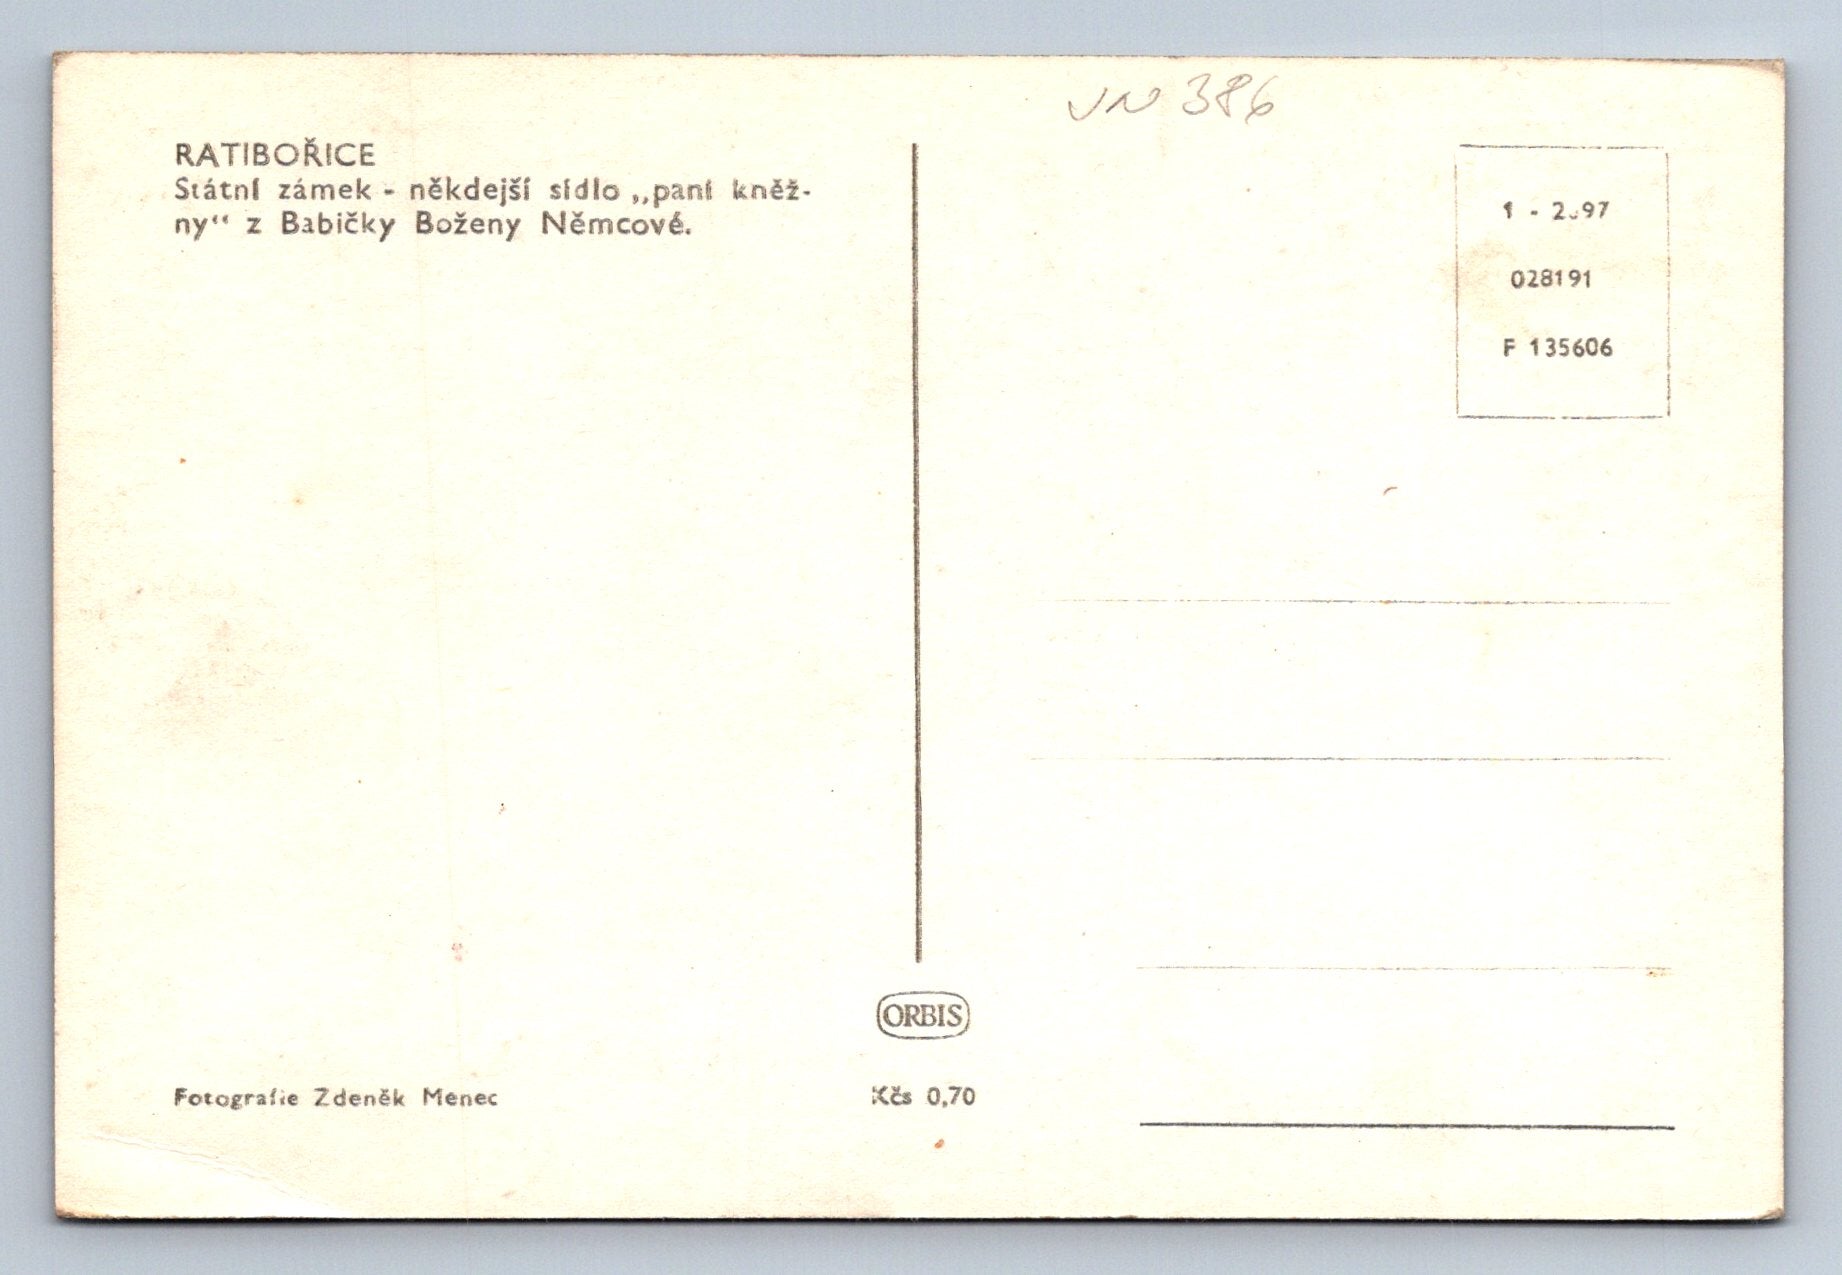 VN 386
RATIBOŘICE
Státní zámek - někdejší sídlo „paní kněž-
ny“ z Babičky Boženy Němcové.
028191
F 135606
ORBIS
Fotografie Zdeněk Menec
Kčs 0,70